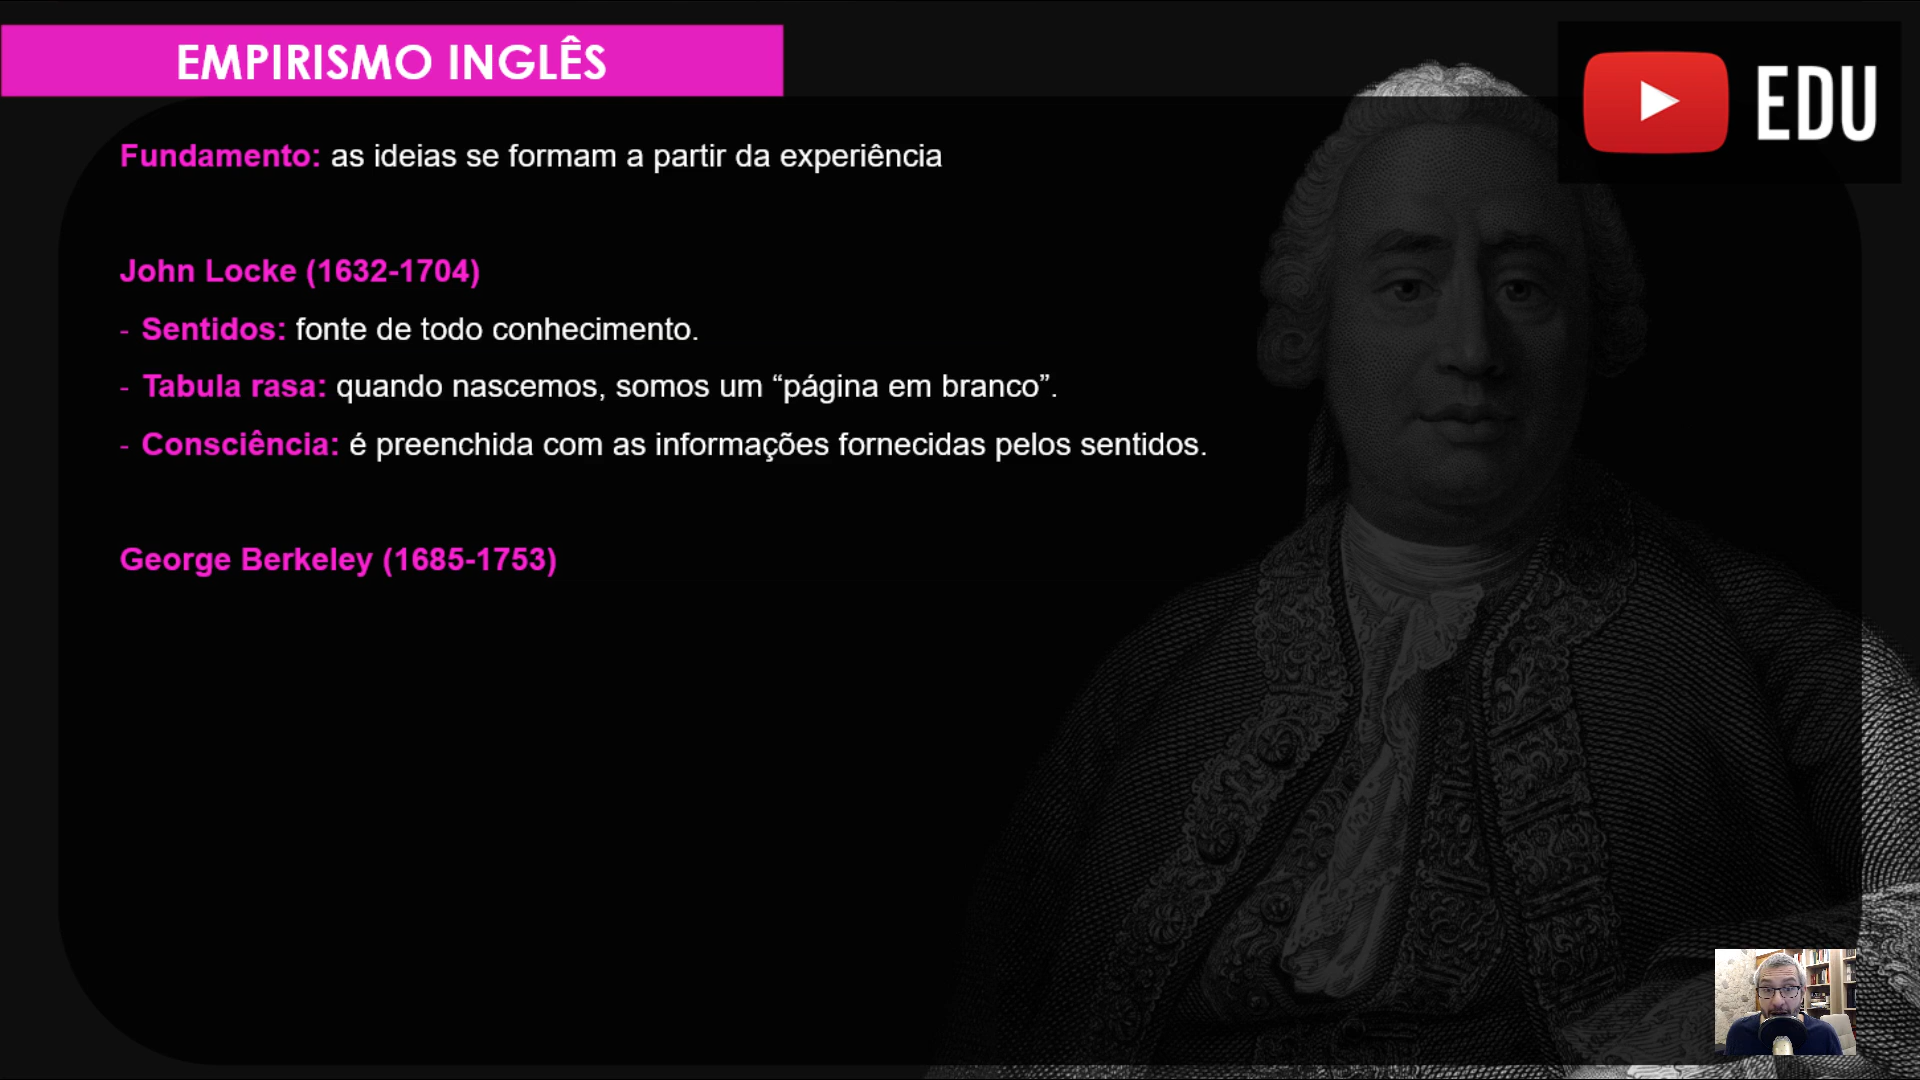 EMPIRISMO INGLÊS
EDU
Fundamento: as ideias se formam a partir da experiência
John Locke (1632-1704)
- Sentidos: fonte de todo conhecimento.
- Tabula rasa: quando nascemos, somos um “página em branco”.
- Consciência: é preenchida com as informações fornecidas pelos sentidos.
George Berkeley (1685-1753)